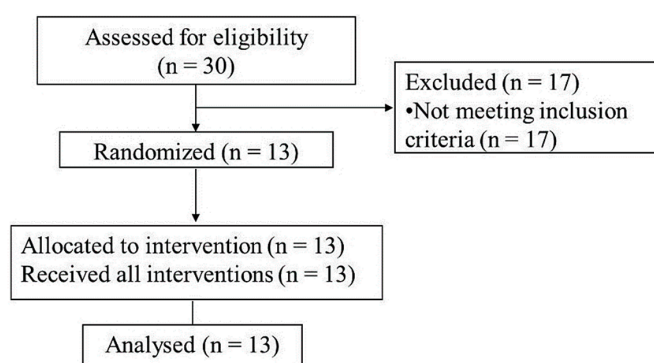 Assessed for eligibility
(n = 30)
Excluded (n = 17)
•Not meeting inclusion
criteria (n = 17)
Randomized (n = 13)
Allocated to intervention (n = 13)
Received all interventions (n = 13)
Analysed (n = 13)